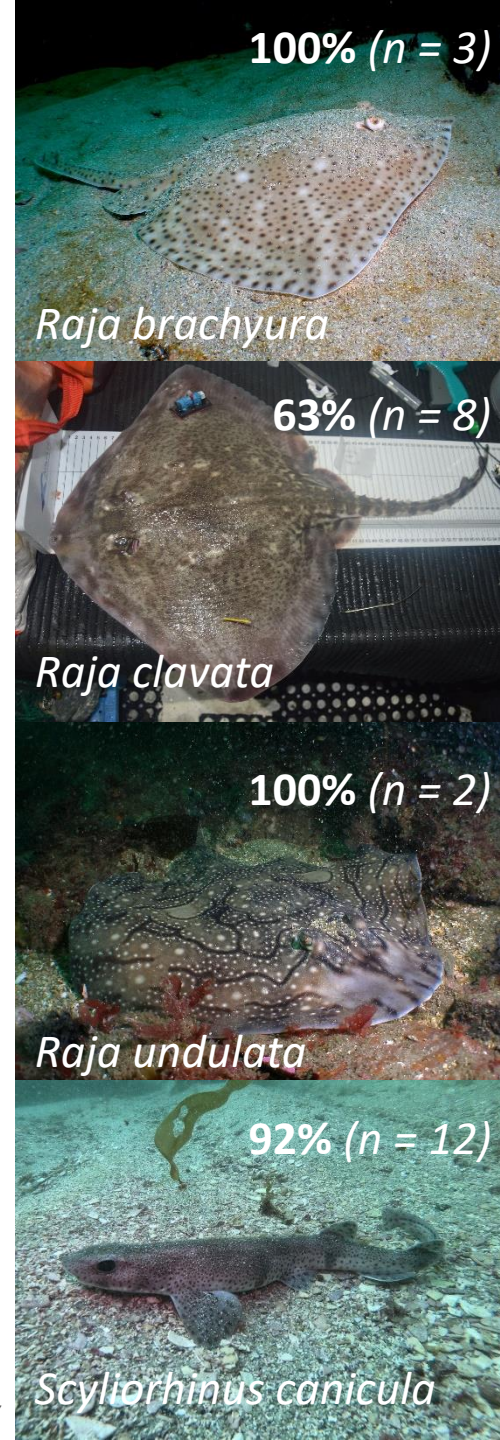 100% (n = 3)
Raja brachyura
63% (n = 8)
Raja clavata
100% (n = 2)
Raja undulata
92% (n = 12)
Scyliorhinus canicula